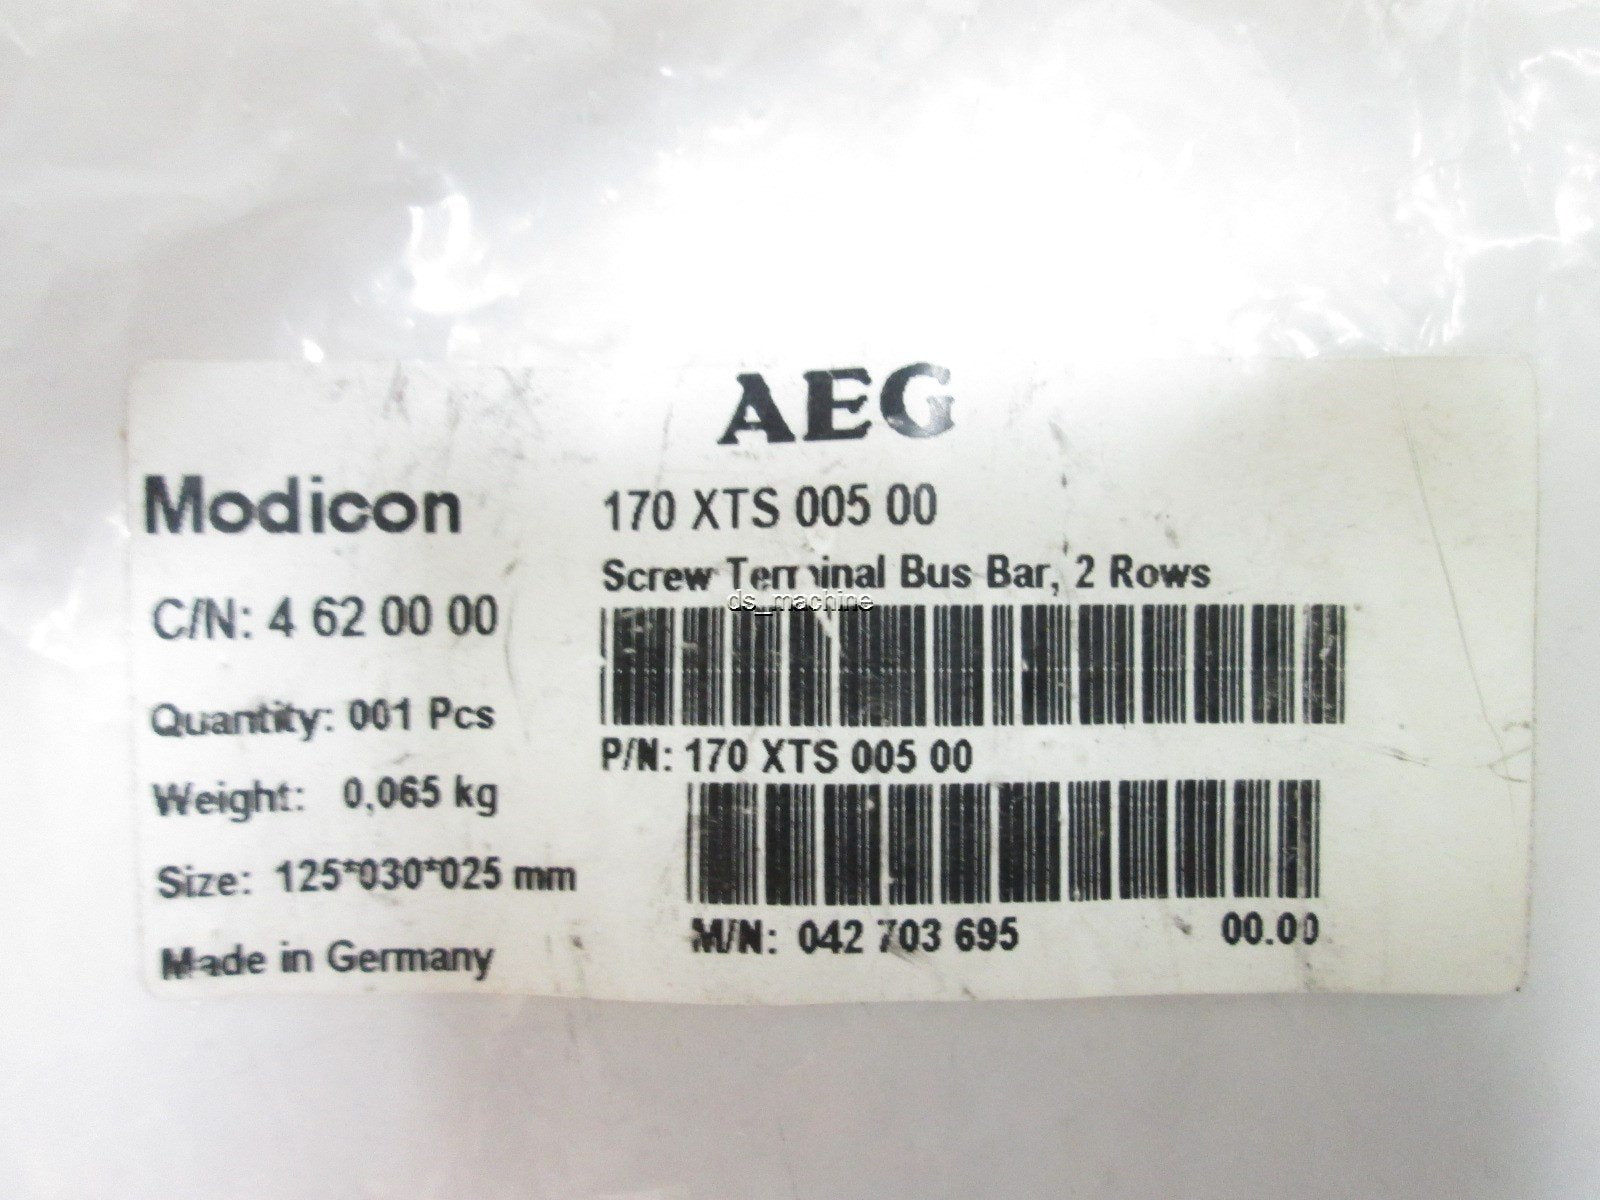 AEG
Modicon
170 XTS 005 00
Screw Terminal Bus Bar, 2 Rows
ds_machine
C/N: 4 62 00 00
Quantity: 001 Pcs
P/N: 170 XTS 005 00
Weight: 0,065 kg
Size: 125*030*025 mm
M/N: 042 703 695 00.00
Made in Germany